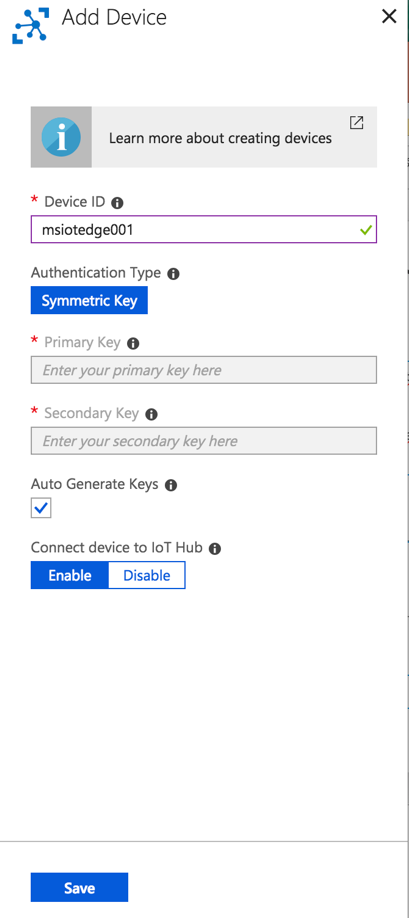 Add Device
Learn more about creating devices
* Device ID
msiotedge001
Authentication Type
Symmetric Key
* Primary Key
Enter your primary key here
* Secondary Key
Enter your secondary key here
Auto Generate Keys
Connect device to IoT Hub
Enable Disable
Save